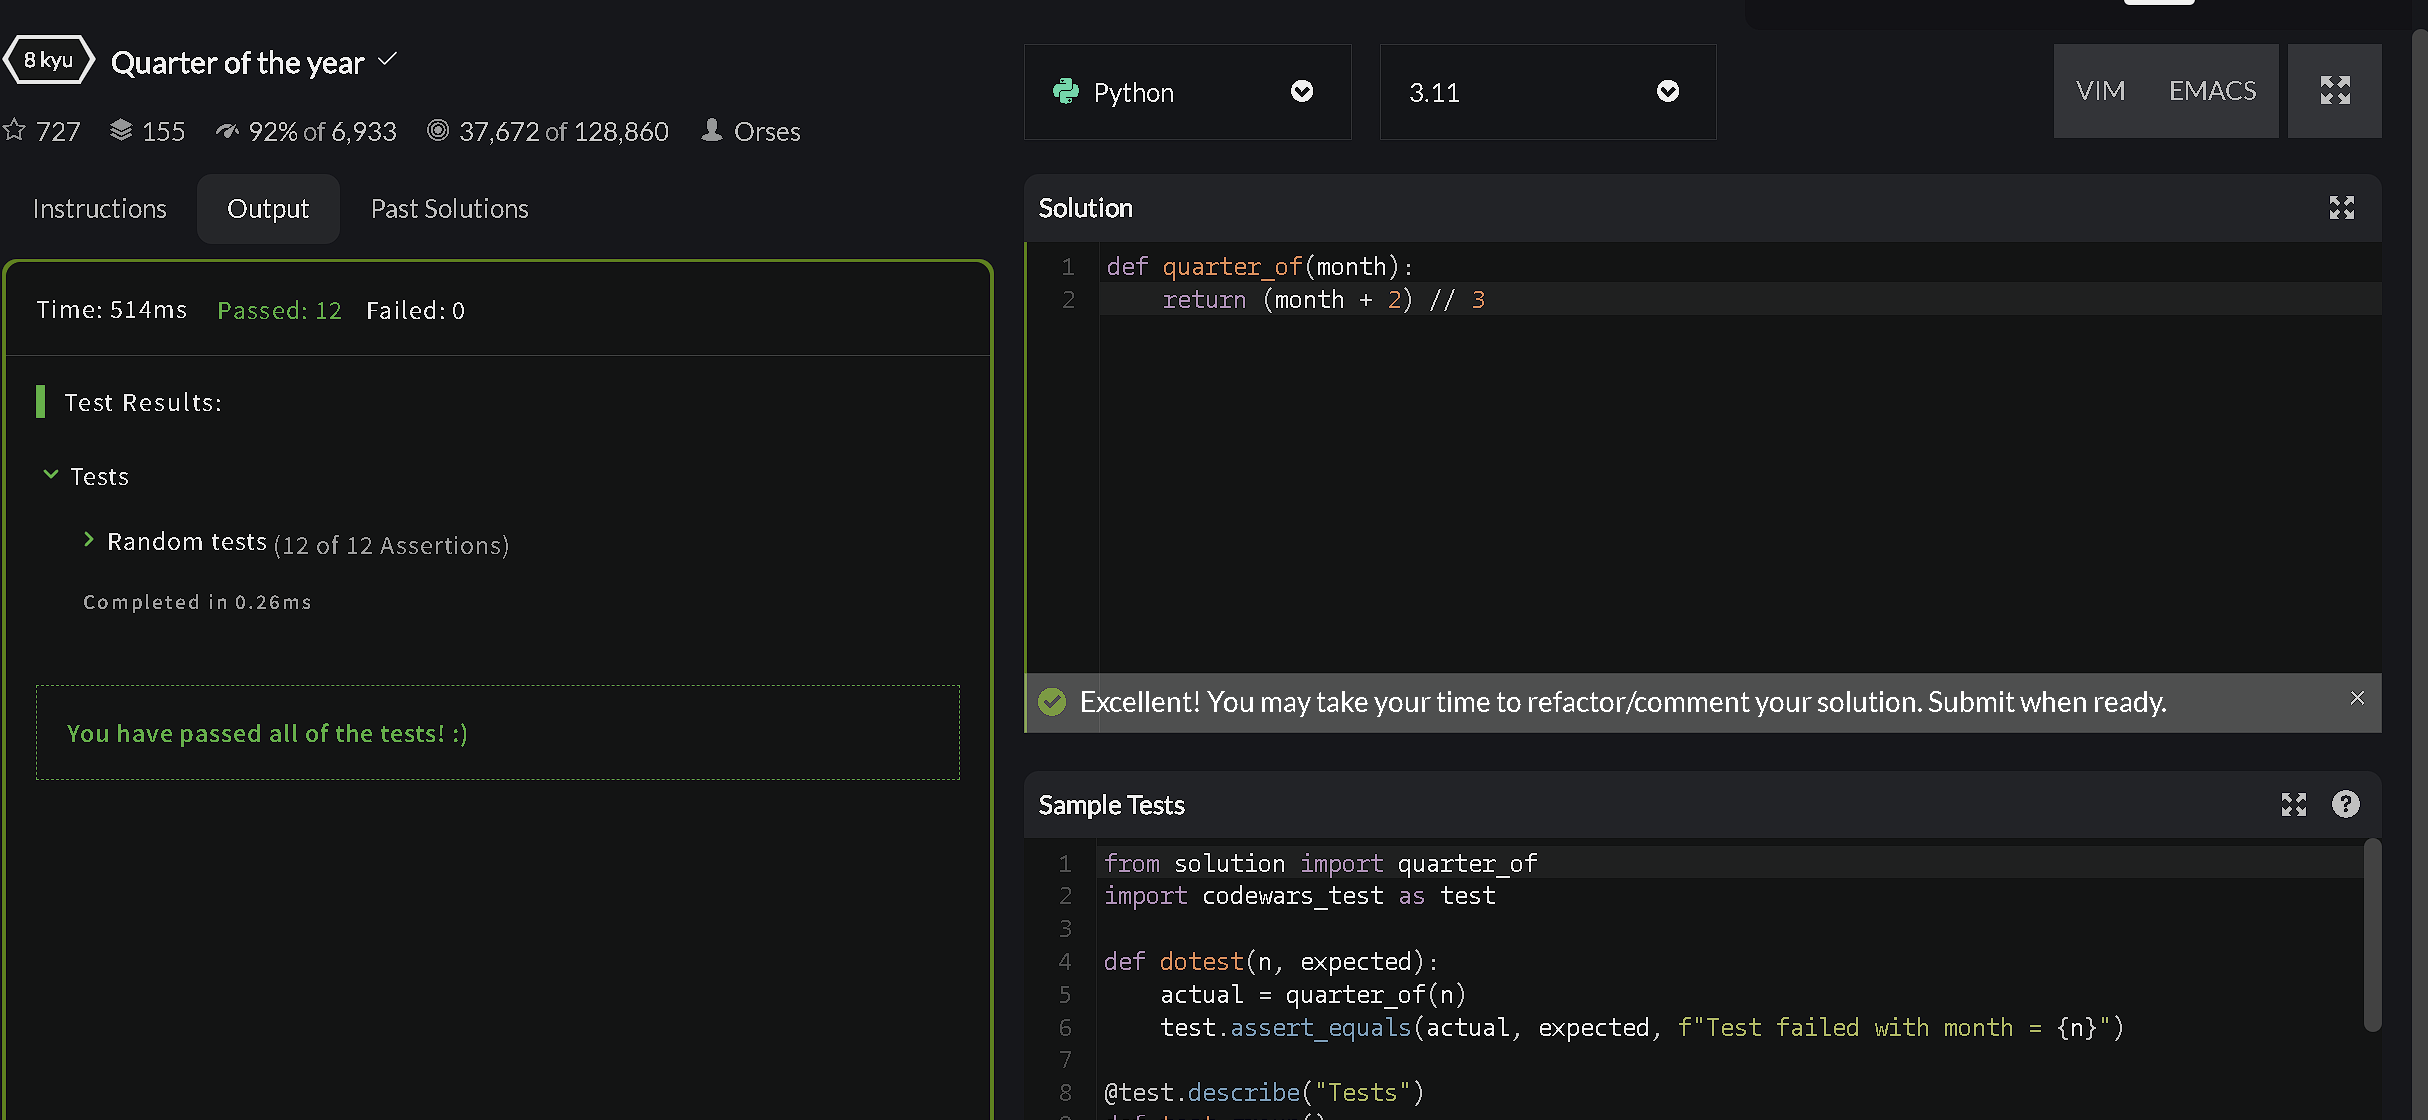 8 kyu Quarter of the year
727 155 92% of 6,933 37,672 of 128,860 Orses
Instructions Output Past Solutions
Time: 514ms Passed: 12 Failed: 0
Test Results:
Tests
Random tests (12 of 12 Assertions)
Completed in 0.26ms
You have passed all of the tests! :)
Python 3.11 VIM EMACS
Solution
1 def quarter_of(month):
2     return (month + 2) // 3
Excellent! You may take your time to refactor/comment your solution. Submit when ready.
Sample Tests
1 from solution import quarter_of
2 import codewars_test as test
3
4 def dotest(n, expected):
5     actual = quarter_of(n)
6     test.assert_equals(actual, expected, f"Test failed with month = {n}")
7
8 @test.describe("Tests")